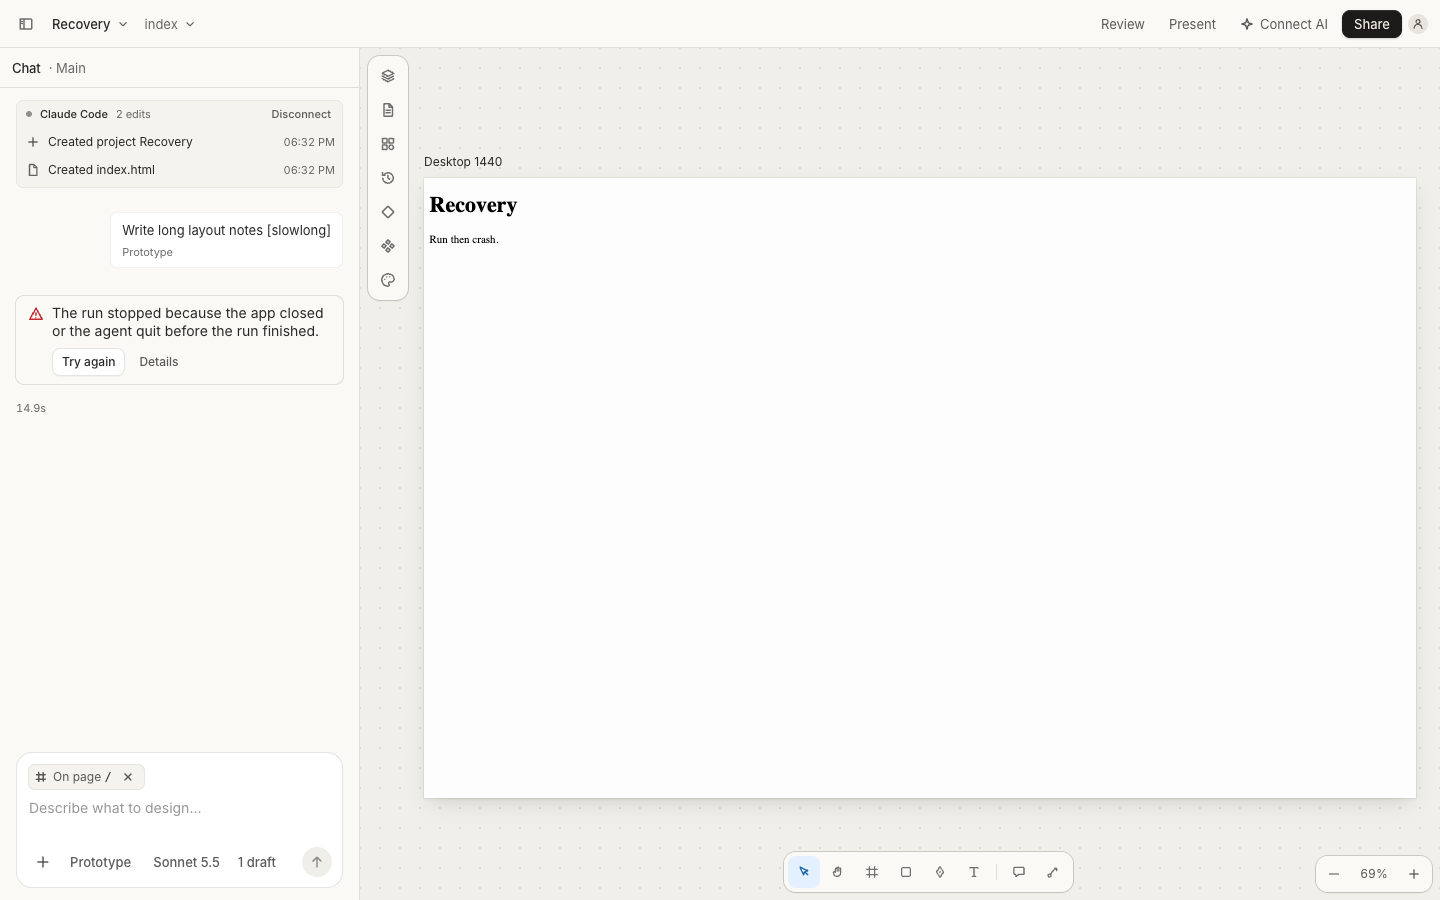 Recovery
index
Review
Present
Connect AI
Share
Chat · Main
Claude Code 2 edits Disconnect
Created project Recovery 06:32 PM
Created index.html 06:32 PM
Write long layout notes [slowlong]
Prototype
The run stopped because the app closed
or the agent quit before the run finished.
Try again Details
14.9s
On page /
Describe what to design...
Prototype Sonnet 5.5 1 draft
Desktop 1440
Recovery
Run then crash.
69%